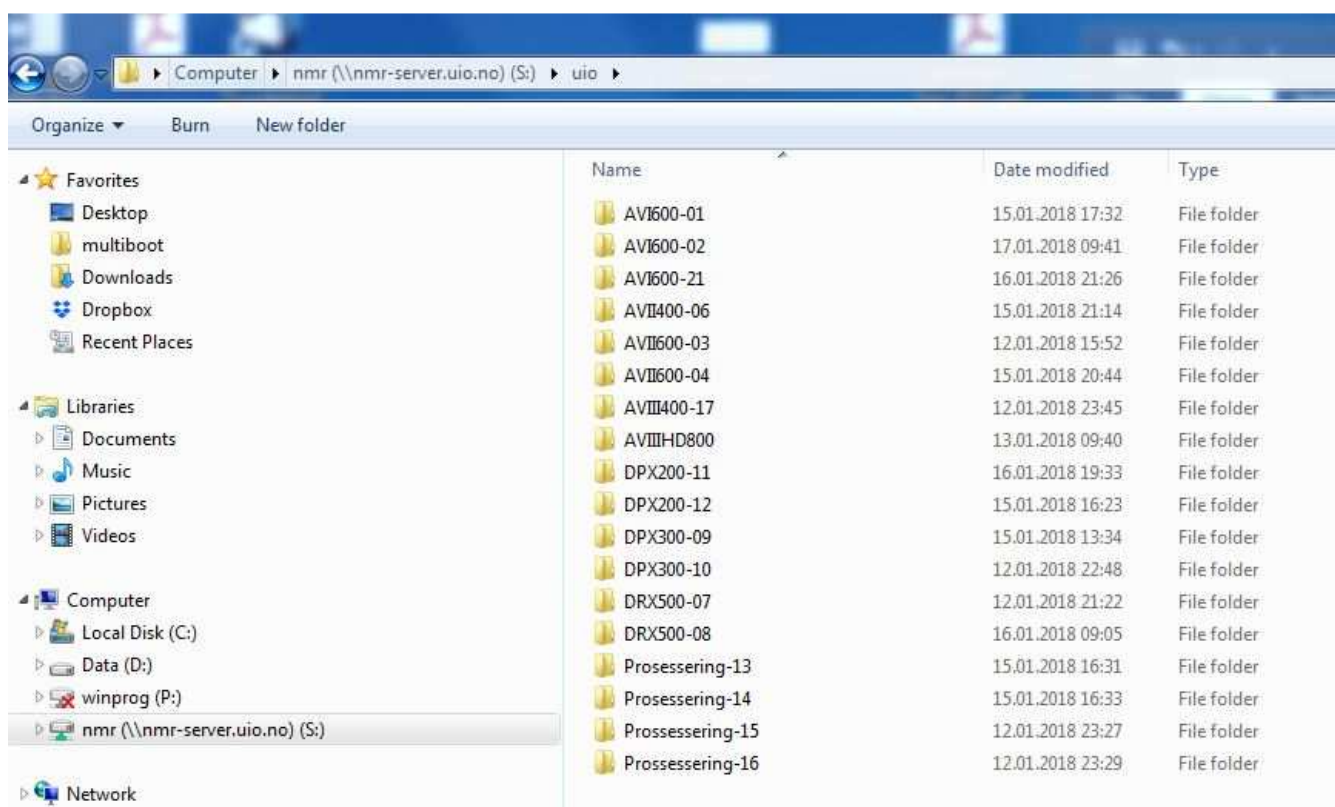 Computer nmr (\\nmr-server.uio.no) (S:) uio
Organize Burn New folder
Favorites
Desktop
multiboot
Downloads
Dropbox
Recent Places
Libraries
Documents
Music
Pictures
Videos
Computer
Local Disk (C:)
Data (D:)
winprog (P:)
nmr (\\nmr-server.uio.no) (S:)
Network
Name Date modified Type
AVI600-01 15.01.2018 17:32 File folder
AVI600-02 17.01.2018 09:41 File folder
AVI600-21 16.01.2018 21:26 File folder
AVII400-06 15.01.2018 21:14 File folder
AVII600-03 12.01.2018 15:52 File folder
AVII600-04 15.01.2018 20:44 File folder
AVIII400-17 12.01.2018 23:45 File folder
AVIIIHD800 13.01.2018 09:40 File folder
DPX200-11 16.01.2018 19:33 File folder
DPX200-12 15.01.2018 16:23 File folder
DPX300-09 15.01.2018 13:34 File folder
DPX300-10 12.01.2018 22:48 File folder
DRX500-07 12.01.2018 21:22 File folder
DRX500-08 16.01.2018 09:05 File folder
Prosessering-13 15.01.2018 16:31 File folder
Prosessering-14 15.01.2018 16:33 File folder
Prossessering-15 12.01.2018 23:27 File folder
Prossessering-16 12.01.2018 23:29 File folder